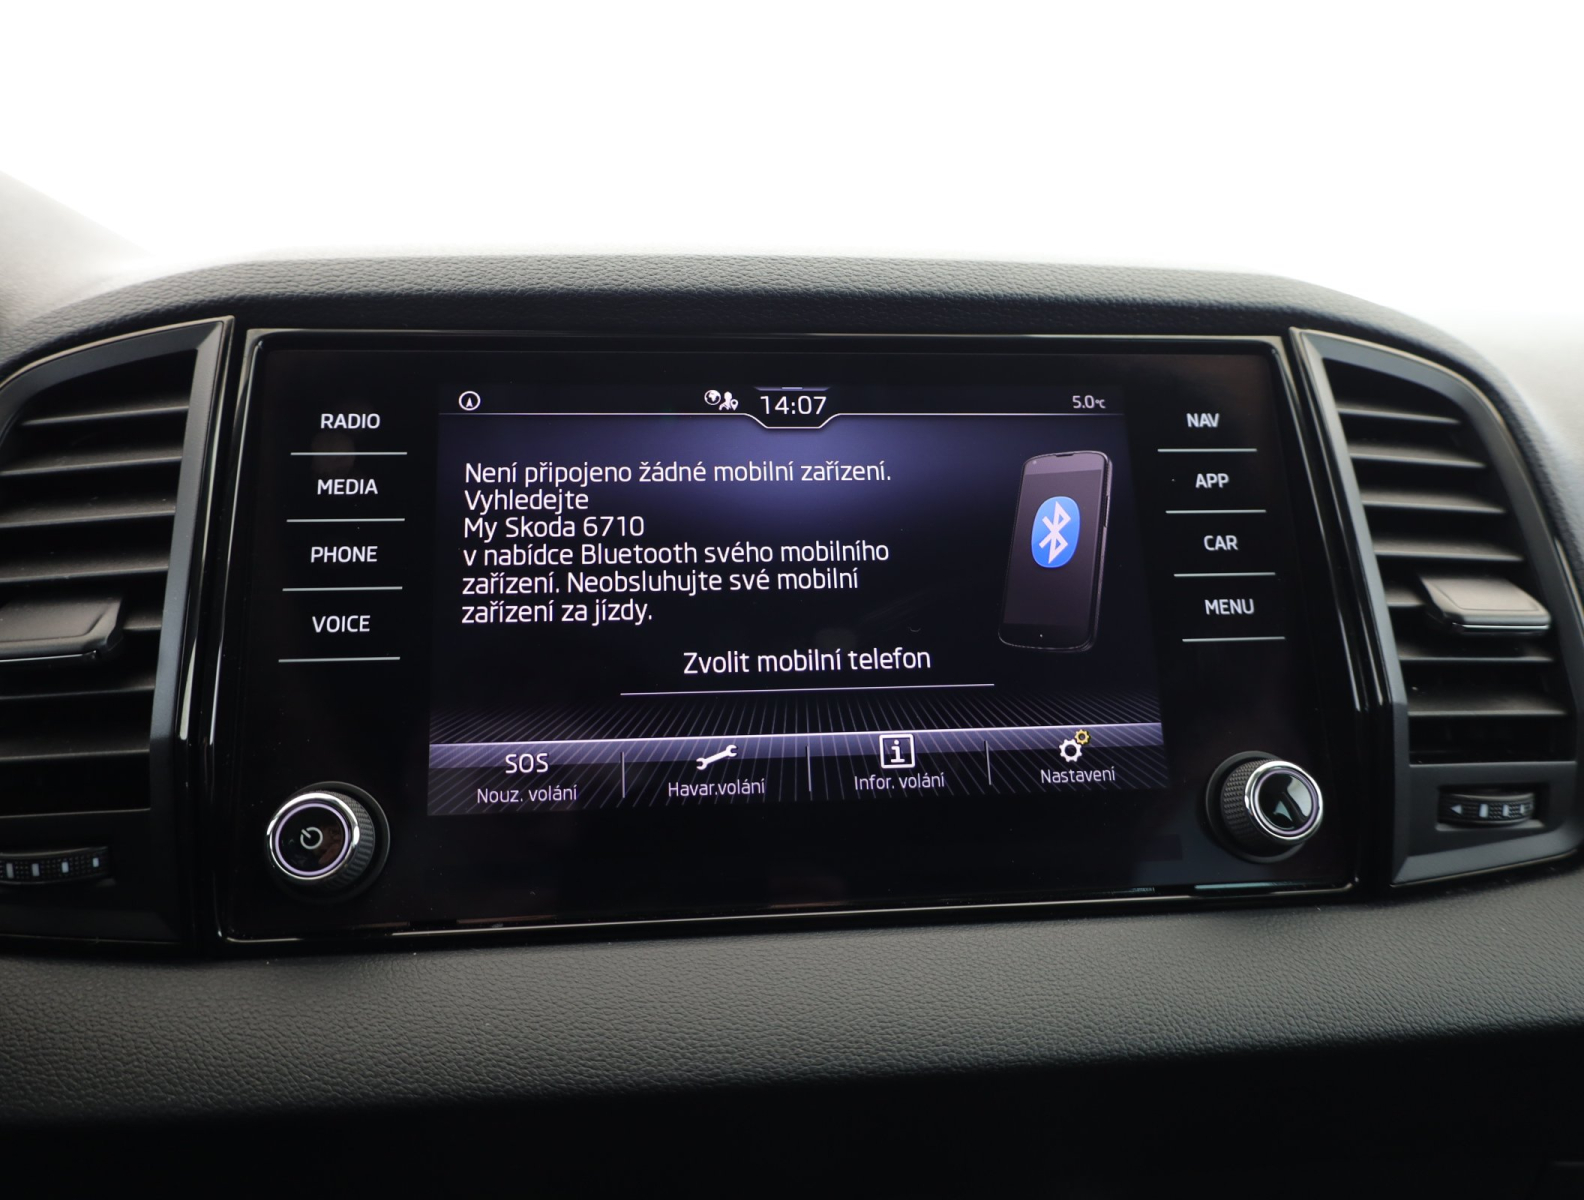 14:07
5.0°C
RADIO
MEDIA
PHONE
VOICE
Není připojeno žádné mobilní zařízení.
Vyhledejte
My Skoda 6710
v nabídce Bluetooth svého mobilního
zařízení. Neobsluhujte své mobilní
zařízení za jízdy.
Zvolit mobilní telefon
SOS
Nouz. volání
Havar.volání
i
Infor. volání
Nastavení
NAV
APP
CAR
MENU